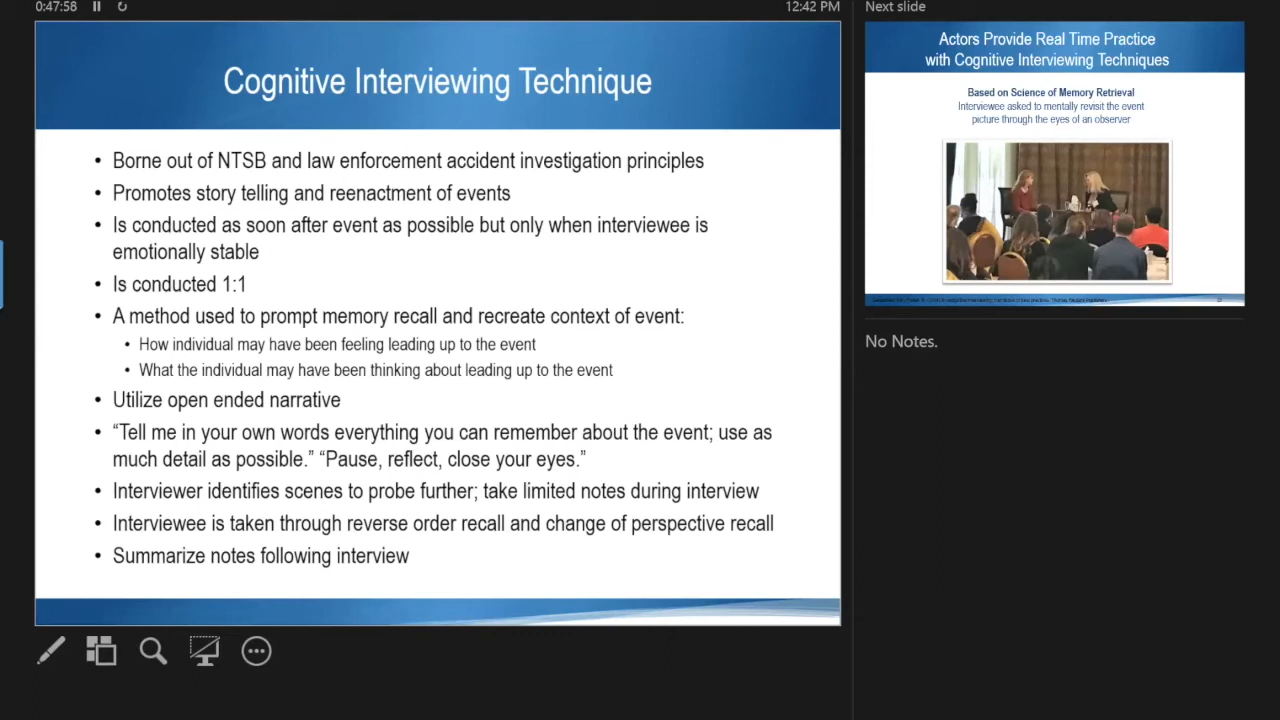 0:47:58
12:42 PM
Next slide
Cognitive Interviewing Technique
• Borne out of NTSB and law enforcement accident investigation principles
• Promotes story telling and reenactment of events
• Is conducted as soon after event as possible but only when interviewee is
emotionally stable
• Is conducted 1:1
• A method used to prompt memory recall and recreate context of event:
• How individual may have been feeling leading up to the event
• What the individual may have been thinking about leading up to the event
• Utilize open ended narrative
• “Tell me in your own words everything you can remember about the event; use as
much detail as possible.” “Pause, reflect, close your eyes.”
• Interviewer identifies scenes to probe further; take limited notes during interview
• Interviewee is taken through reverse order recall and change of perspective recall
• Summarize notes following interview
Actors Provide Real Time Practice
with Cognitive Interviewing Techniques
Based on Science of Memory Retrieval
Interviewee asked to mentally revisit the event
picture through the eyes of an observer
No Notes.